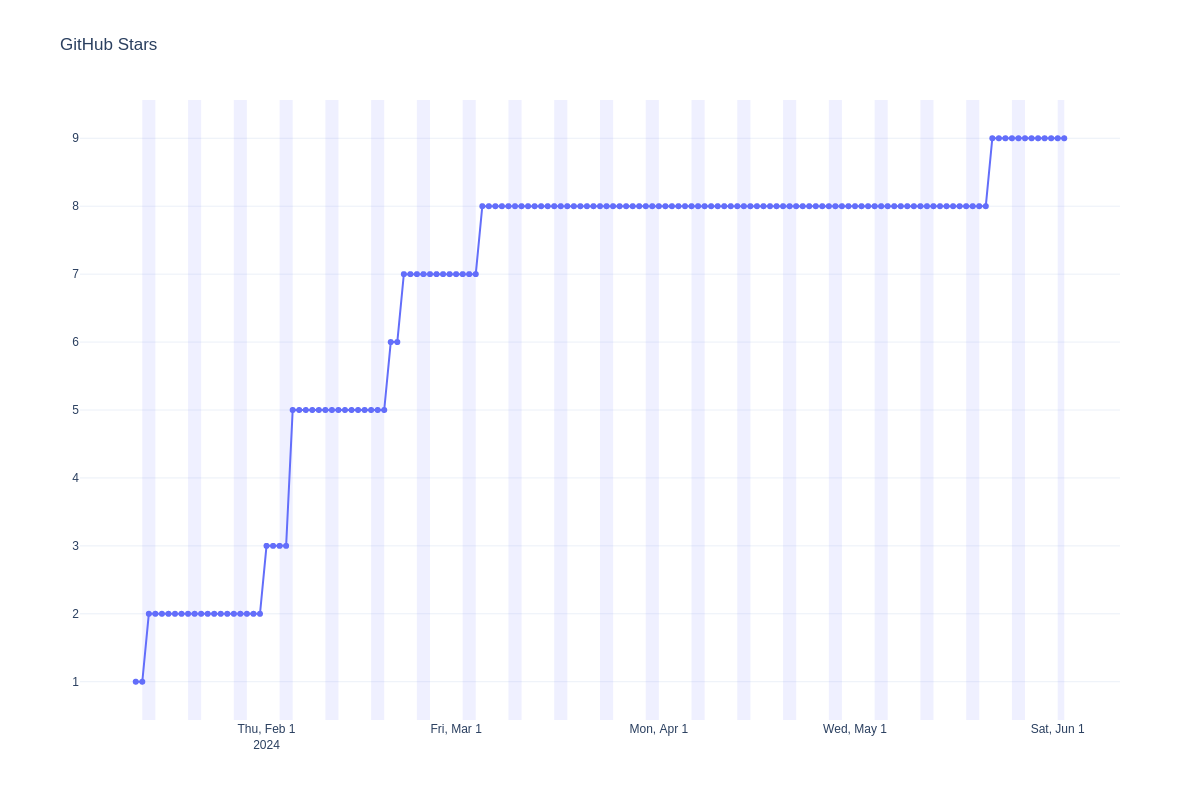 GitHub Stars
9
8
7
6
5
4
3
2
1
Thu, Feb 1
2024
Fri, Mar 1
Mon, Apr 1
Wed, May 1
Sat, Jun 1